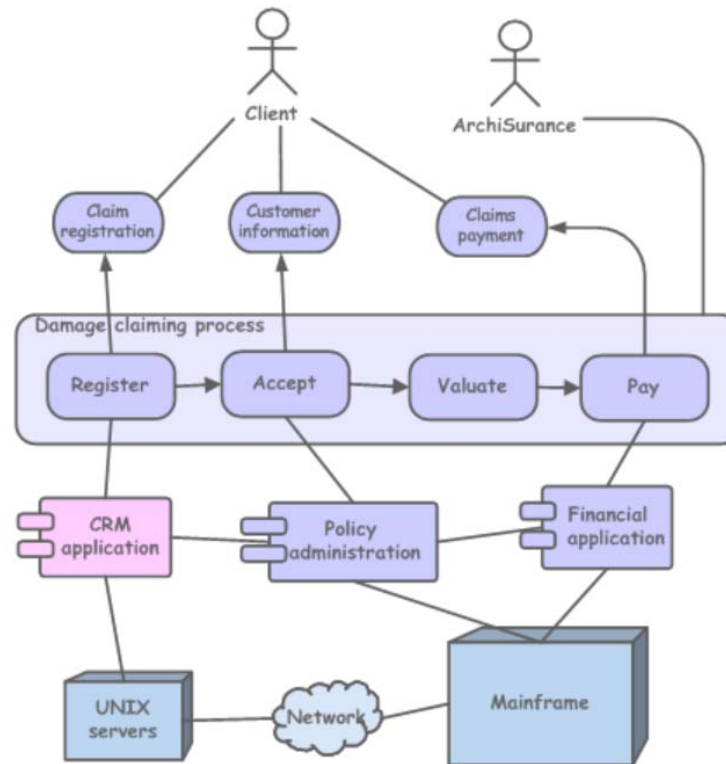 Client
ArchiSurance
Claim
registration
Customer
information
Claims
payment
Damage claiming process
Register
Accept
Valuate
Pay
CRM
application
Policy
administration
Financial
application
UNIX
servers
Network
Mainframe